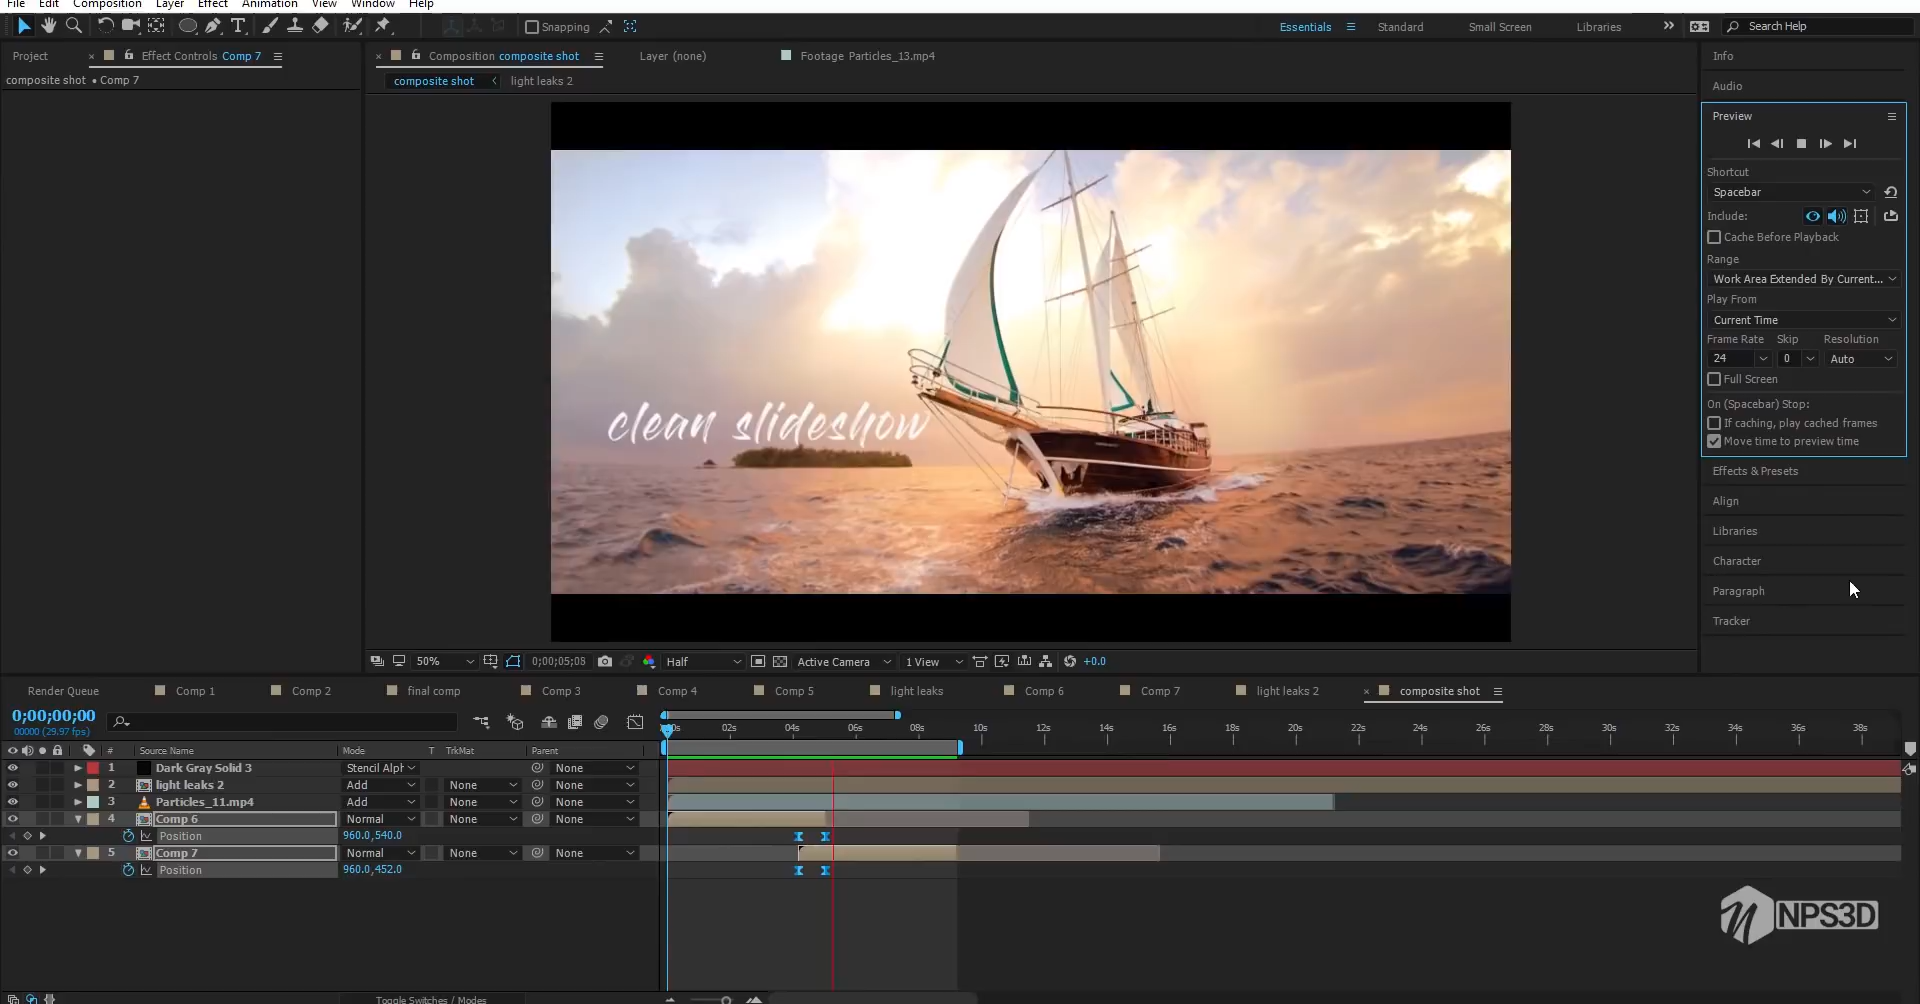 File Edit Composition Layer Effect Animation View Window Help
Snapping
Essentials Standard Small Screen Libraries Search Help
Project Effect Controls Comp 7
composite shot • Comp 7
Composition composite shot Layer (none) Footage Particles_13.mp4
composite shot light leaks 2
clean slideshow
50% 0;00;05;08 Half Active Camera 1 View +0.0
Info
Audio
Preview
Shortcut
Spacebar
Include:
Cache Before Playback
Range
Work Area Extended By Current...
Play From
Current Time
Frame Rate Skip Resolution
24 0 Auto
Full Screen
On (Spacebar) Stop:
If caching, play cached frames
Move time to preview time
Effects & Presets
Align
Libraries
Character
Paragraph
Tracker
Render Queue Comp 1 Comp 2 final comp Comp 3 Comp 4 Comp 5 light leaks Comp 6 Comp 7 light leaks 2 composite shot
0;00;00;00
00000 (29.97 fps)
02s 04s 06s 08s 10s 12s 14s 16s 18s 20s 22s 24s 26s 28s 30s 32s 34s 36s 38s
# Source Name Mode T TrkMat Parent
1 Dark Gray Solid 3 Stencil Alph None
2 light leaks 2 Add None None
3 Particles_11.mp4 Add None None
4 Comp 6 Normal None None
Position 960.0,540.0
5 Comp 7 Normal None None
Position 960.0,452.0
NPS3D
Toggle Switches / Modes